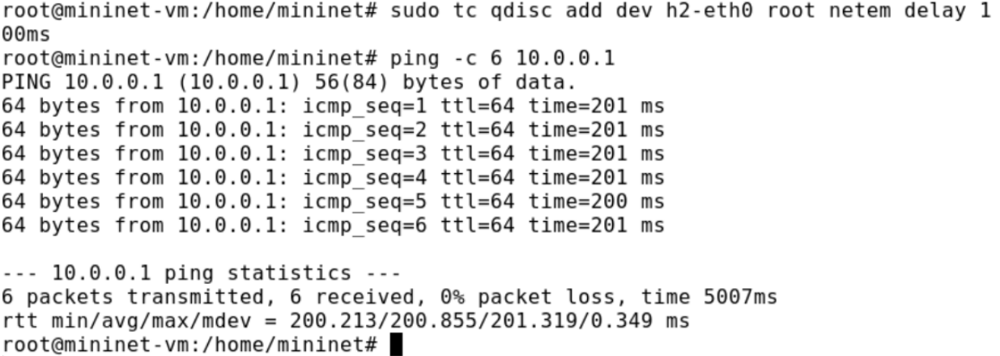 root@mininet-vm:/home/mininet# sudo tc qdisc add dev h2-eth0 root netem delay 1
00ms
root@mininet-vm:/home/mininet# ping -c 6 10.0.0.1
PING 10.0.0.1 (10.0.0.1) 56(84) bytes of data.
64 bytes from 10.0.0.1: icmp_seq=1 ttl=64 time=201 ms
64 bytes from 10.0.0.1: icmp_seq=2 ttl=64 time=201 ms
64 bytes from 10.0.0.1: icmp_seq=3 ttl=64 time=201 ms
64 bytes from 10.0.0.1: icmp_seq=4 ttl=64 time=201 ms
64 bytes from 10.0.0.1: icmp_seq=5 ttl=64 time=200 ms
64 bytes from 10.0.0.1: icmp_seq=6 ttl=64 time=201 ms

--- 10.0.0.1 ping statistics ---
6 packets transmitted, 6 received, 0% packet loss, time 5007ms
rtt min/avg/max/mdev = 200.213/200.855/201.319/0.349 ms
root@mininet-vm:/home/mininet#